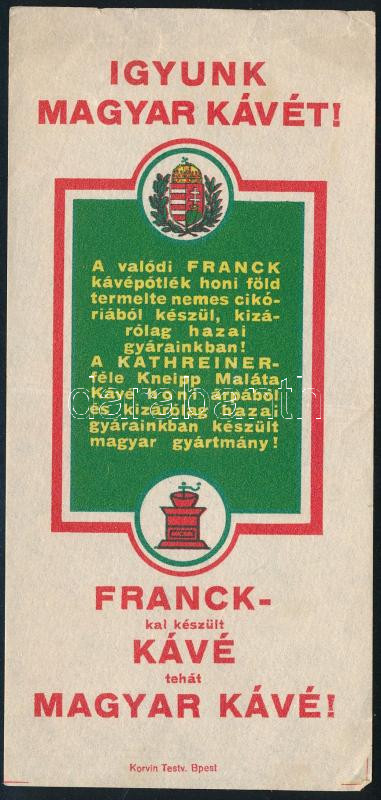 IGYUNK
MAGYAR KÁVÉT!
A valódi FRANCK
kávépótlék honi föld
termelte nemes cikó-
riából készül, kizá-
rólag hazai
gyárainkban!
A KATHREINER-
féle Kneipp Maláta
Kávé honi árpából
és kizárólag hazai
gyárainkban készült
magyar gyártmány!
FRANCK-
kal készült
KÁVÉ
tehát
MAGYAR KÁVÉ!
Korvin Testv. Bpest